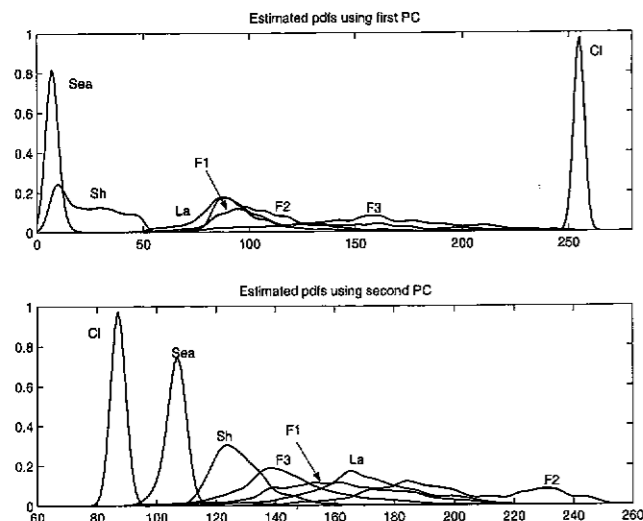 Estimated pdfs using first PC
1
Cl
0.8
Sea
0.6
0.4
F1
0.2
Sh
La
F2
F3
0
0 50 100 150 200 250
Estimated pdfs using second PC
1
Cl
0.8
Sea
0.6
0.4
Sh
F1
F3
La
0.2
F2
0
60 80 100 120 140 160 180 200 220 240 260